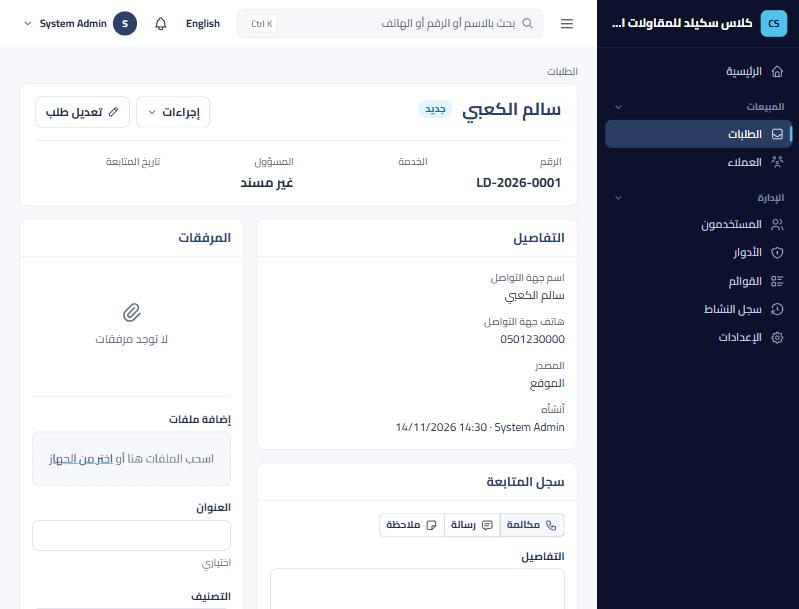 CS
كلاس سكيلد للمقاولات ا...
الرئيسية
المبيعات
الطلبات
العملاء
الإدارة
المستخدمون
الأدوار
القوائم
سجل النشاط
الإعدادات
بحث بالاسم أو الرقم أو الهاتف
Ctrl K
English
S
System Admin
الطلبات
سالم الكعبي
جديد
إجراءات
تعديل طلب
الرقم
الخدمة
المسؤول
تاريخ المتابعة
LD-2026-0001
غير مسند
التفاصيل
اسم جهة التواصل
سالم الكعبي
هاتف جهة التواصل
0501230000
المصدر
الموقع
أنشأه
14/11/2026 14:30 · System Admin
سجل المتابعة
مكالمة
رسالة
ملاحظة
التفاصيل
المرفقات
لا توجد مرفقات
إضافة ملفات
اسحب الملفات هنا أو اختر من الجهاز
العنوان
اختياري
التصنيف